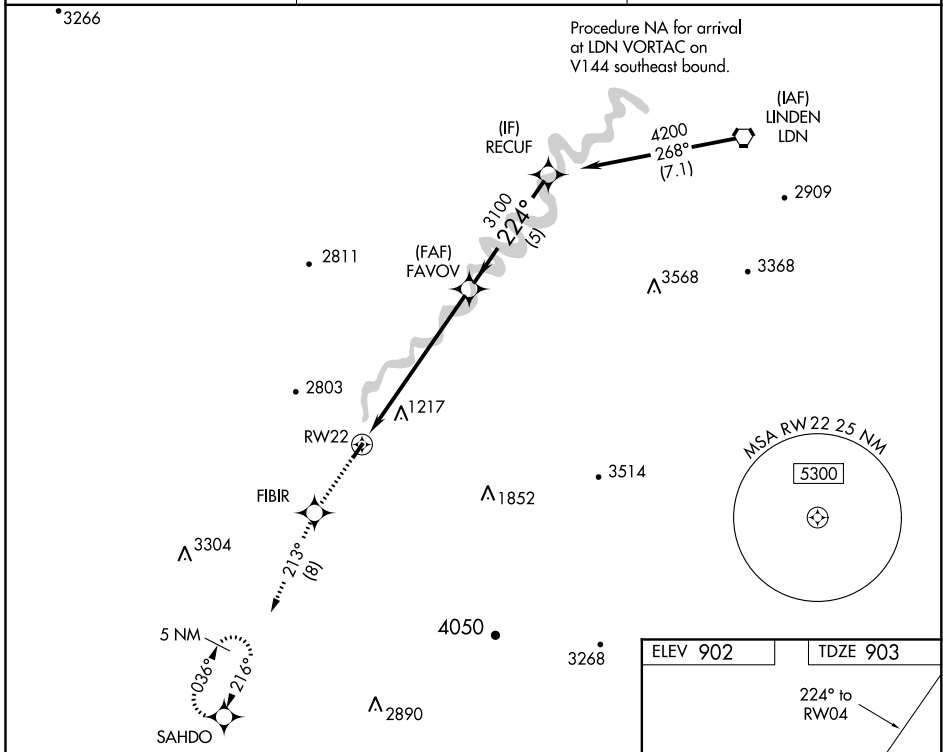 3266
Procedure NA for arrival
at LDN VORTAC on
V144 southeast bound.
(IAF)
LINDEN
LDN
(IF)
RECUF
4200
268°
(7.1)
2909
3100
224°
(5)
(FAF)
FAVOV
2811
3568
3368
2803
1217
RW22
MSA RW22 25 NM
5300
3514
1852
FIBIR
3304
213°
(8)
4050
3268
5 NM
036°
216°
SAHDO
2890
ELEV 902
TDZE 903
224° to
RW04